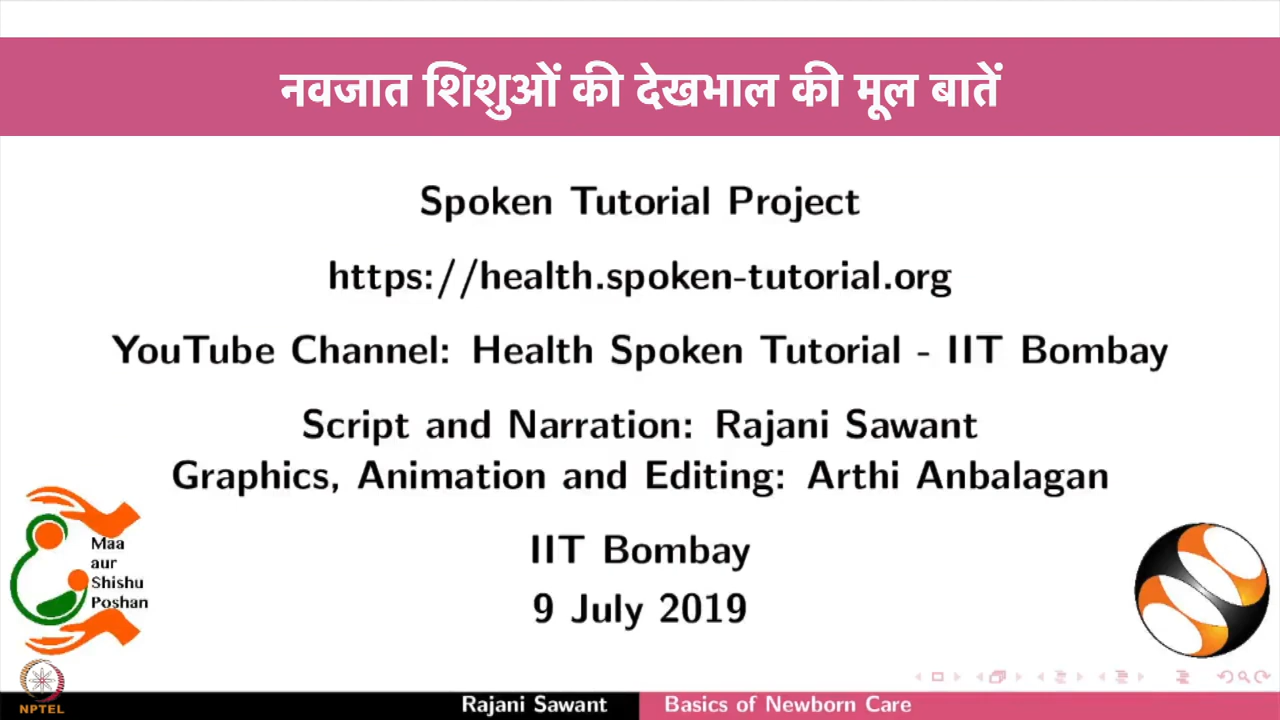 नवजात शिशुओं की देखभाल की मूल बातें
Spoken Tutorial Project
https://health.spoken-tutorial.org
YouTube Channel: Health Spoken Tutorial - IIT Bombay
Script and Narration: Rajani Sawant
Graphics, Animation and Editing: Arthi Anbalagan
IIT Bombay
9 July 2019
Maa
aur
Shishu
Poshan
NPTEL
Rajani Sawant
Basics of Newborn Care